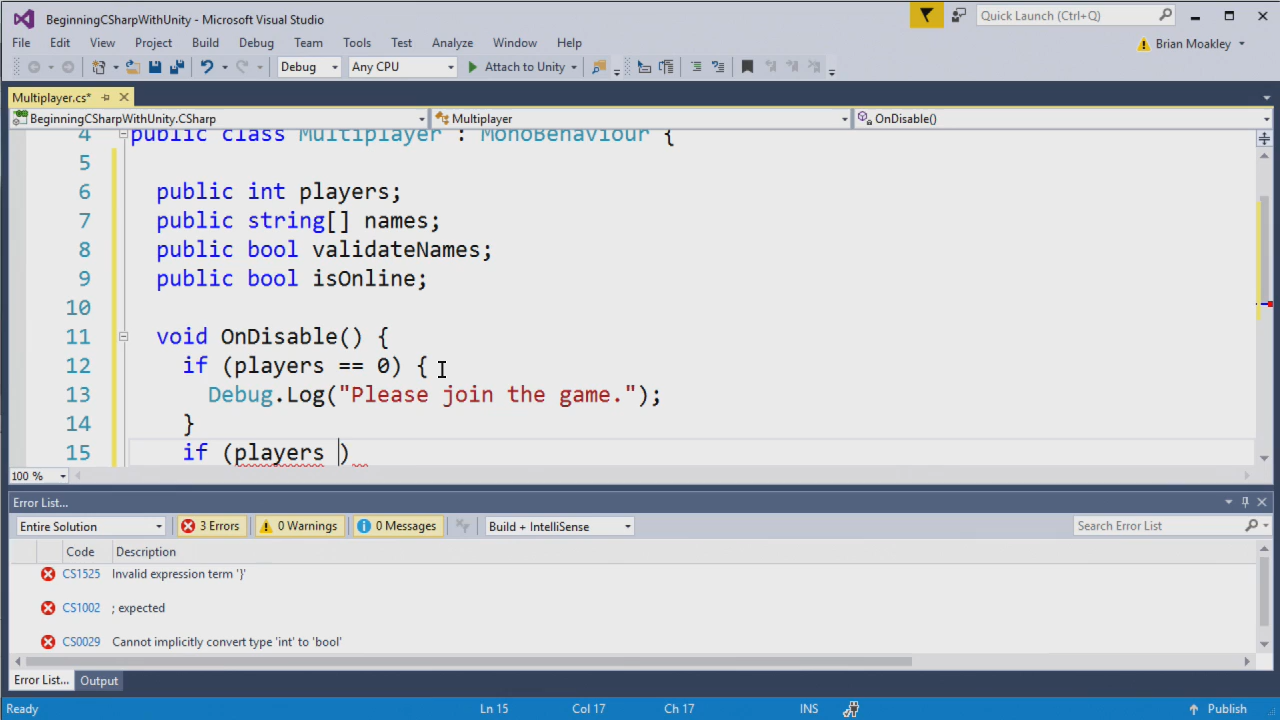 BeginningCSharpWithUnity - Microsoft Visual Studio
Quick Launch (Ctrl+Q)
File Edit View Project Build Debug Team Tools Test Analyze Window Help
Brian Moakley
Debug Any CPU Attach to Unity
Multiplayer.cs*
BeginningCSharpWithUnity.CSharp Multiplayer OnDisable()
4 public class Multiplayer : MonoBehaviour {
5
6 public int players;
7 public string[] names;
8 public bool validateNames;
9 public bool isOnline;
10
11 void OnDisable() {
12 if (players == 0) {
13 Debug.Log("Please join the game.");
14 }
15 if (players )
100 %
Error List...
Entire Solution 3 Errors 0 Warnings 0 Messages Build + IntelliSense Search Error List
Code Description
CS1525 Invalid expression term '}'
CS1002 ; expected
CS0029 Cannot implicitly convert type 'int' to 'bool'
Error List... Output
Ready Ln 15 Col 17 Ch 17 INS Publish